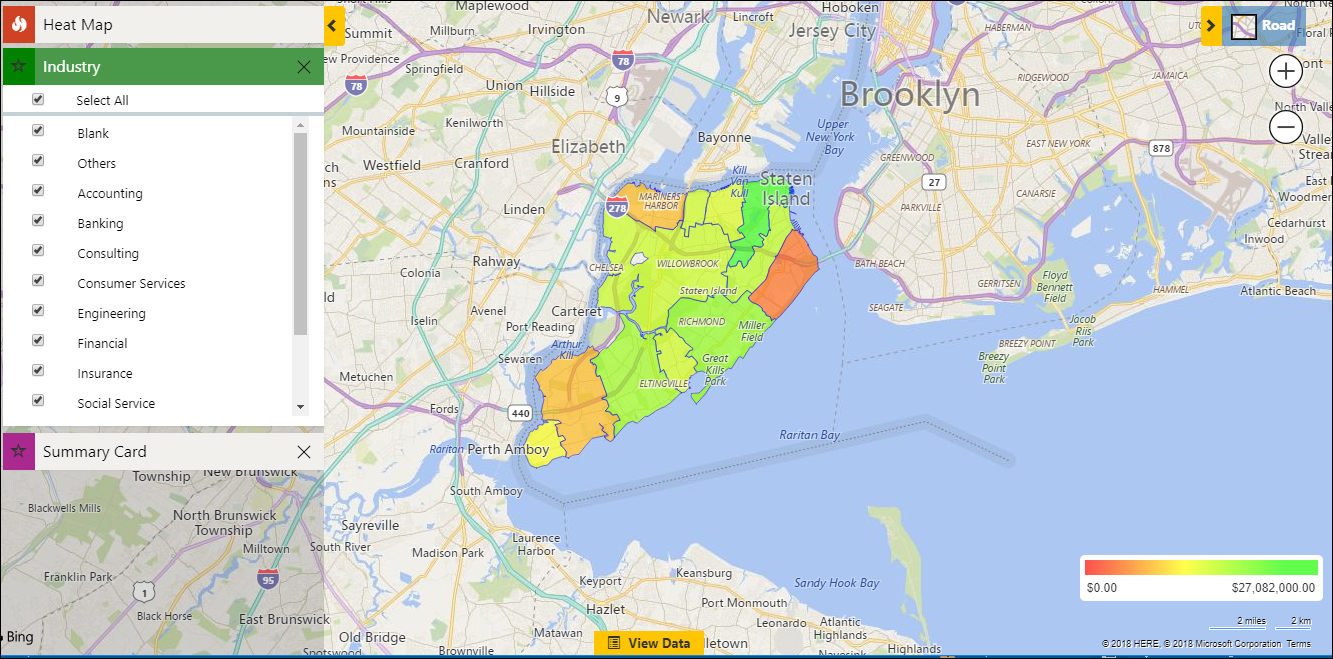 Heat Map
Industry
Select All
Blank
Others
Accounting
Banking
Consulting
Consumer Services
Engineering
Financial
Insurance
Social Service
Summary Card
Road
Maplewood
Newark
Lincroft
Hoboken
Summit
Millburn
Irvington
Jersey City
HABERMAN
New Providence
Springfield
78
78
Union
Hillside
9
Brooklyn
RIDGEWOOD
JAMAICA
Kenilworth
Mountainside
Bayonne
Upper
New York
Bay
North Valley
Stream
Elizabeth
EAST NEW YORK
878
Westfield
Cranford
GREENWOOD
Kill
Van
Kull
Staten
Island
27
CANARSIE
East
Woodmere
MARINERS
HARBOR
278
Linden
PARKVILLE
Cedarhurst
Inwood
Rahway
CHELSEA
WILLOWBROOK
BATH BEACH
Colonia
Floyd
Bennett
Field
GERRITSEN
HAMMEL
Atlantic Beach
Staten Island
SEAGATE
Avenel
Carteret
Iselin
Port Reading
RICHMOND
Miller
Field
Jacob
Riis
Park
Arthur
Kill
BREEZY POINT
Sewaren
Great
Kills
Park
Breezy
Point
Park
Metuchen
ELTINGVILLE
Fords
440
Raritan Bay
Raritan
Perth Amboy
New Brunswick
Township
South Amboy
Blackwells Mills
North Brunswick
Township
Sayreville
Milltown
South River
Laurence
Harbor
Madison Park
Franklin Park
95
1
Keyport
Keansburg
Sandy Hook Bay
Black Horse
Hazlet
Port Monmouth
East Brunswick
Leonardo
Atlantic
Highlands
Old Bridge
Matawan
Highlands
Spotswood
View Data
$0.00
$27,082,000.00
2 miles
2 km
Bing
© 2018 HERE, © 2018 Microsoft Corporation Terms